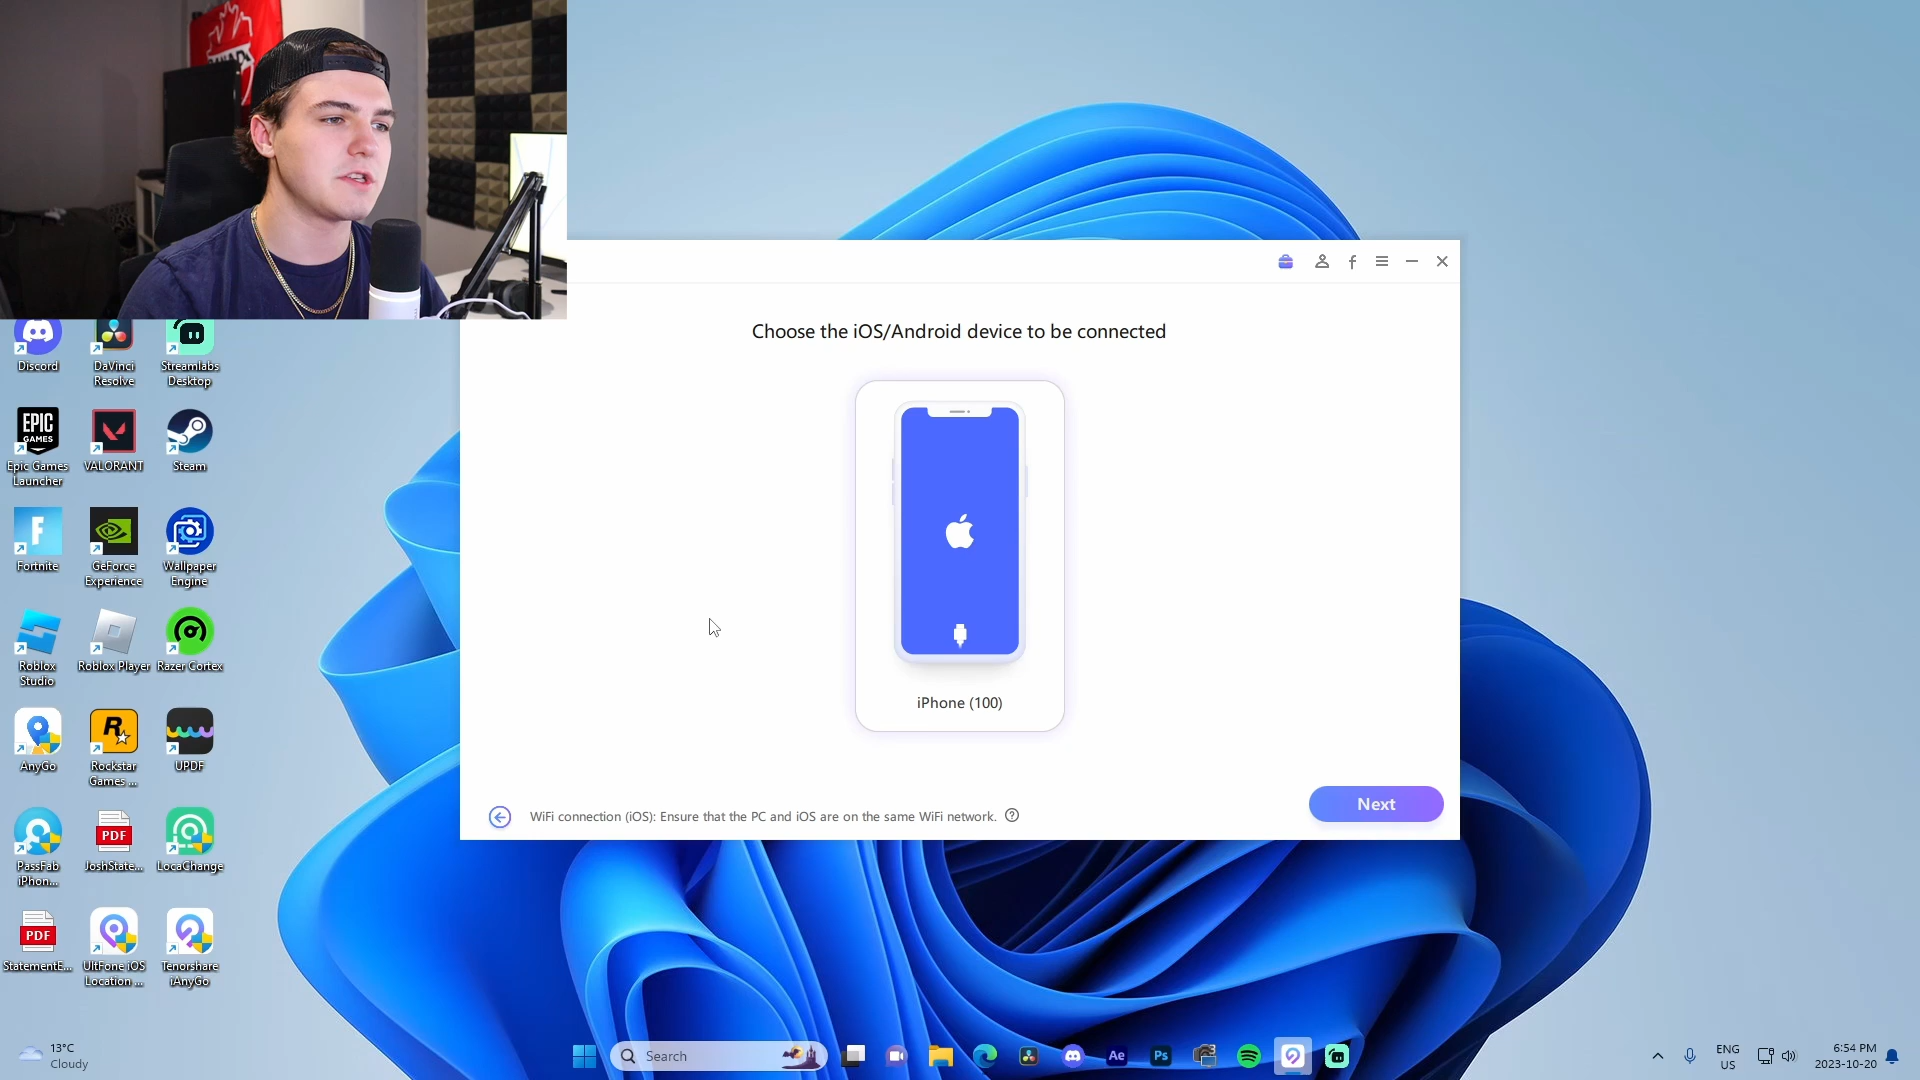 Choose the iOS/Android device to be connected
iPhone (100)
WiFi connection (iOS): Ensure that the PC and iOS are on the same WiFi network.
Next
Discord
DaVinci
Resolve
Streamlabs
Desktop
EPIC
GAMES
Epic Games
Launcher
VALORANT
Steam
Fortnite
GeForce
Experience
Wallpaper
Engine
Roblox
Studio
Roblox Player
Razer Cortex
AnyGo
Rockstar
Games ...
UPDF
PassFab
iPhon...
PDF
JoshState...
LocaChange
PDF
StatementE...
UltFone iOS
Location ...
Tenorshare
iAnyGo
13°C
Cloudy
Search
Ae
Ps
ENG
US
6:54 PM
2023-10-20